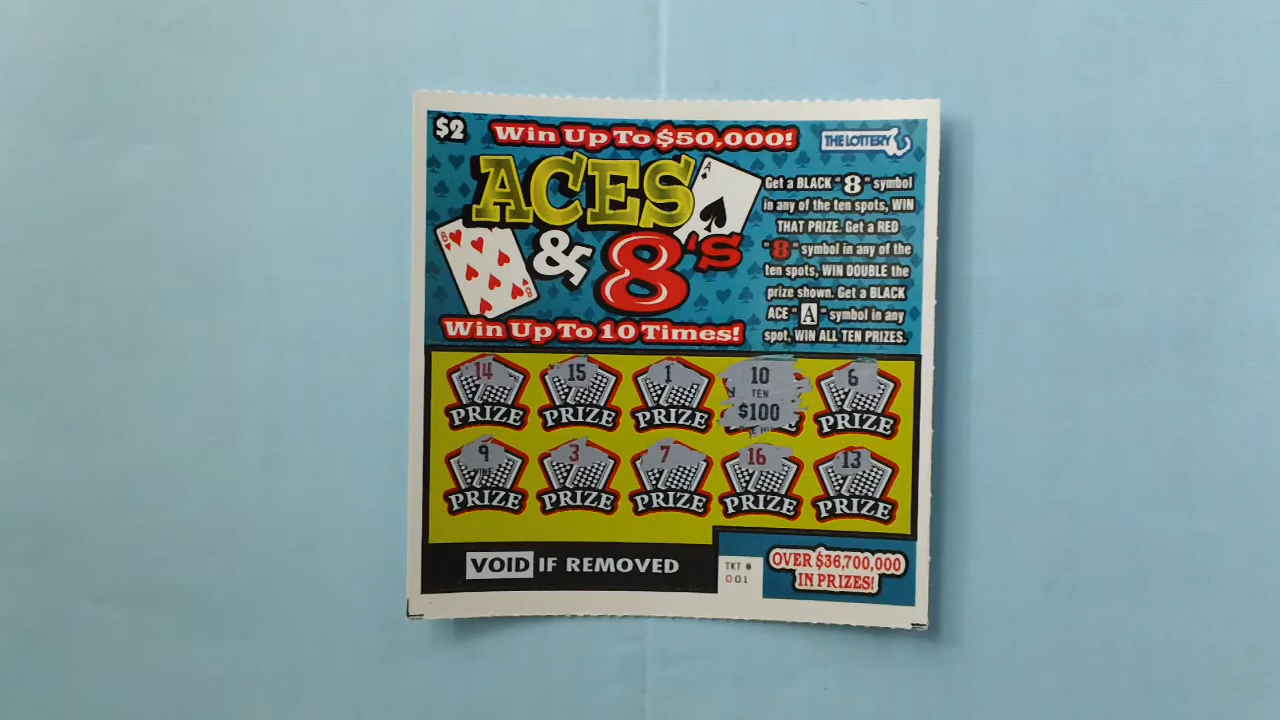 $2
Win Up To $50,000!
THE LOTTERY
ACES
& 8's
Win Up To 10 Times!
Get a BLACK "8" symbol
in any of the ten spots, WIN
THAT PRIZE. Get a RED
"8" symbol in any of the
ten spots, WIN DOUBLE the
prize shown. Get a BLACK
ACE "A" symbol in any
spot, WIN ALL TEN PRIZES.
A
8
8
14 15 1 10 6
TEN
$100
PRIZE PRIZE PRIZE PRIZE
9 3 7 16 13
PRIZE PRIZE PRIZE PRIZE PRIZE
VOID IF REMOVED
TKT #
001
OVER $36,700,000
IN PRIZES!